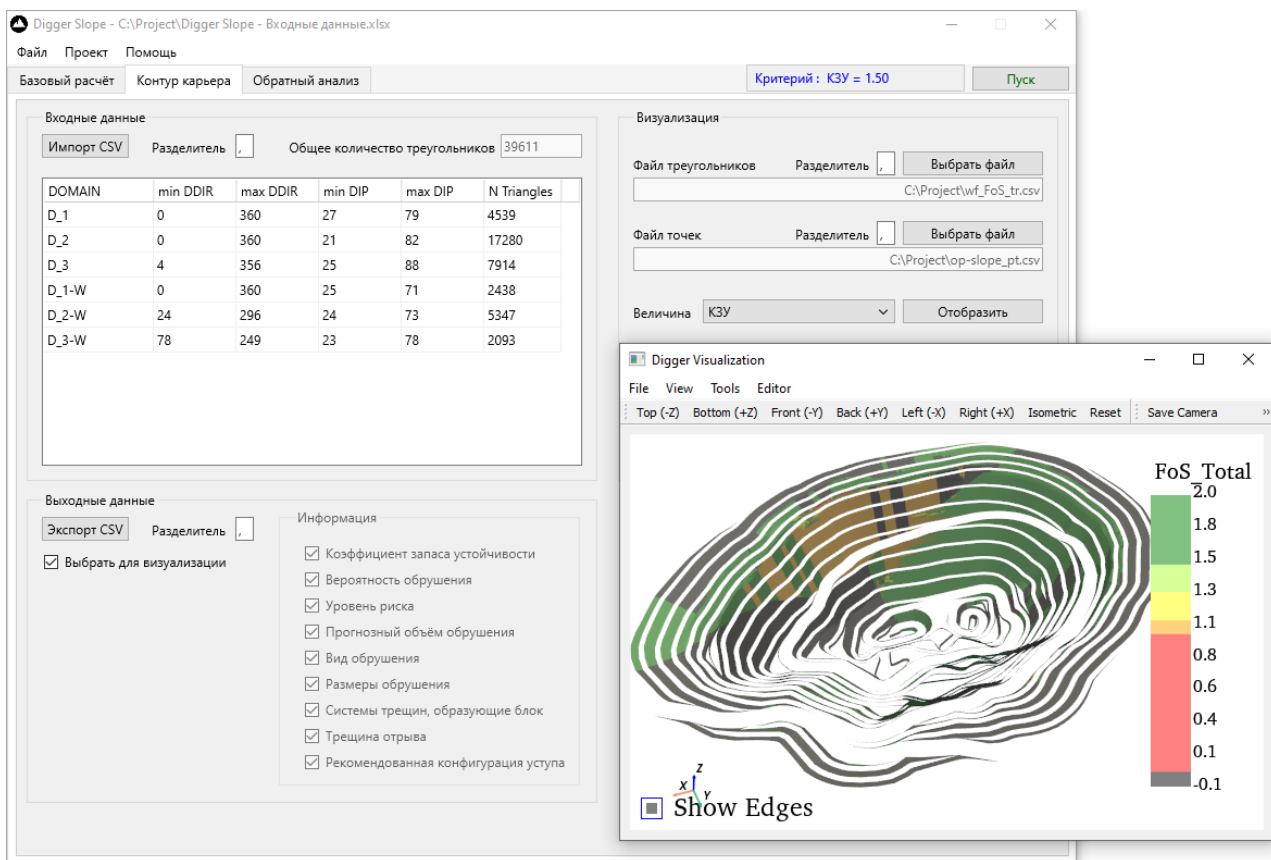 Digger Slope - C:\Project\Digger Slope - Входные данные.xlsx
Файл Проект Помощь
Базовый расчёт Контур карьера Обратный анализ Критерий : КЗУ = 1.50 Пуск
Входные данные
Импорт CSV Разделитель , Общее количество треугольников 39611
DOMAIN min DDIR max DDIR min DIP max DIP N Triangles
D_1 0 360 27 79 4539
D_2 0 360 21 82 17280
D_3 4 356 25 88 7914
D_1-W 0 360 25 71 2438
D_2-W 24 296 24 73 5347
D_3-W 78 249 23 78 2093
Визуализация
Файл треугольников Разделитель , Выбрать файл
C:\Project\wf_FoS_tr.csv
Файл точек Разделитель , Выбрать файл
C:\Project\op-slope_pt.csv
Величина КЗУ Отобразить
Выходные данные
Экспорт CSV Разделитель ,
Выбрать для визуализации
Информация
Коэффициент запаса устойчивости
Вероятность обрушения
Уровень риска
Прогнозный объём обрушения
Вид обрушения
Размеры обрушения
Системы трещин, образующие блок
Трещина отрыва
Рекомендованная конфигурация уступа
Digger Visualization
File View Tools Editor
Top (-Z) Bottom (+Z) Front (-Y) Back (+Y) Left (-X) Right (+X) Isometric Reset Save Camera »
FoS_Total
2.0
1.8
1.5
1.3
1.1
0.8
0.6
0.4
0.1
-0.1
Z
X
Y
Show Edges